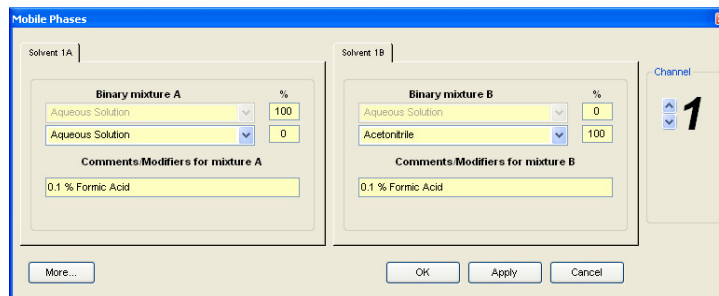 Mobile Phases
Solvent 1A
Binary mixture A %
Aqueous Solution 100
Aqueous Solution 0
Comments/Modifiers for mixture A
0.1 % Formic Acid
Solvent 1B
Binary mixture B %
Aqueous Solution 0
Acetonitrile 100
Comments/Modifiers for mixture B
0.1 % Formic Acid
Channel
1
More...
OK Apply Cancel